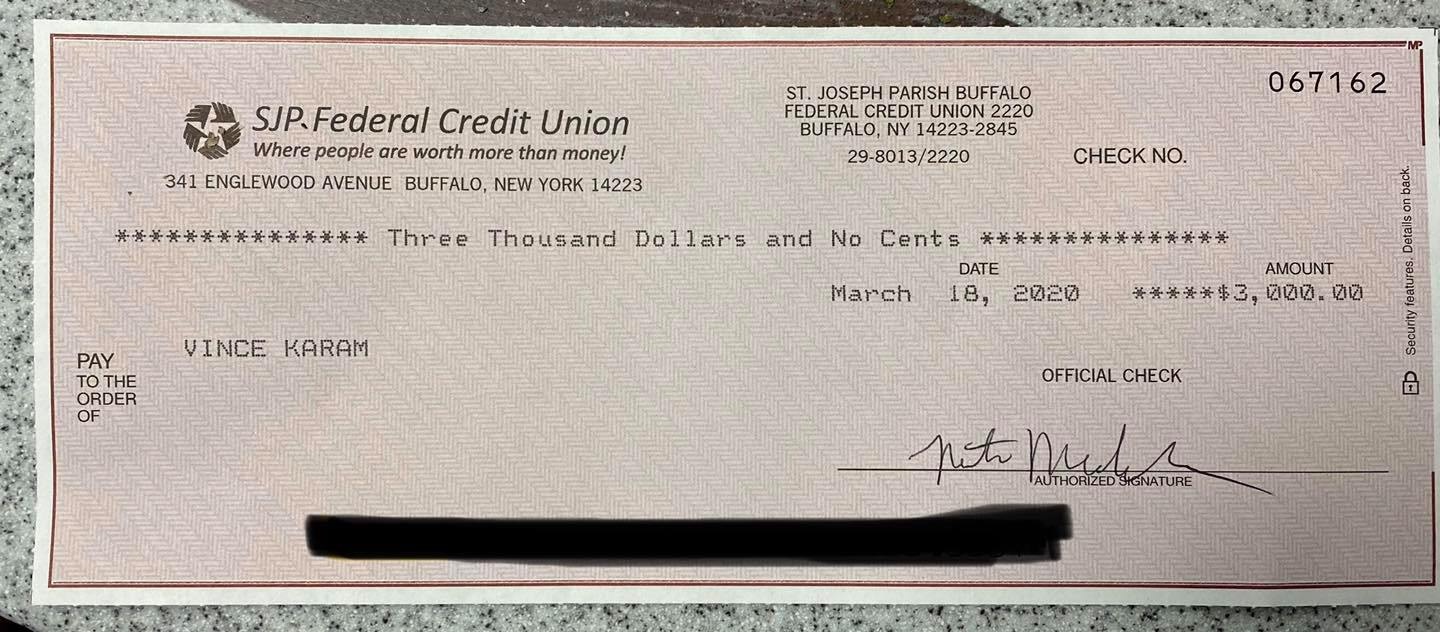 MP
067162
ST. JOSEPH PARISH BUFFALO
FEDERAL CREDIT UNION 2220
BUFFALO, NY 14223-2845
29-8013/2220
CHECK NO.
SJP Federal Credit Union
Where people are worth more than money!
341 ENGLEWOOD AVENUE BUFFALO, NEW YORK 14223
*************** Three Thousand Dollars and No Cents ***************
DATE
AMOUNT
March 18, 2020
*****$3,000.00
PAY
TO THE
ORDER
OF
VINCE KARAM
OFFICIAL CHECK
AUTHORIZED SIGNATURE
Security features. Details on back.